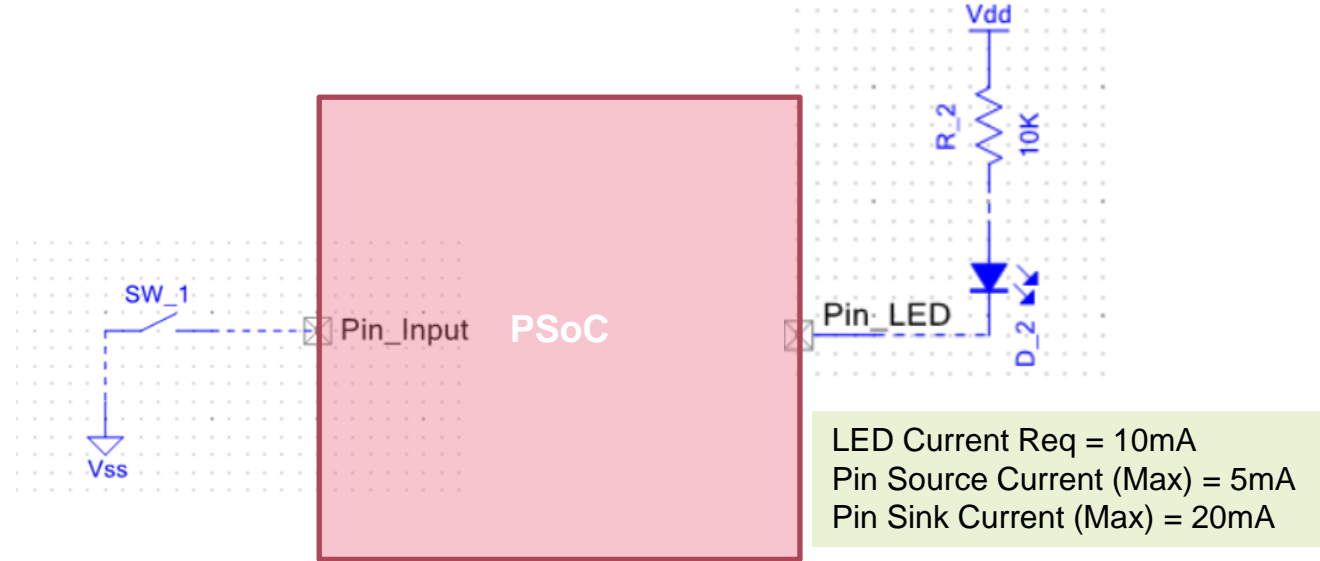 Vdd
R_2
10K
SW_1
Pin_Input
PSoC
Pin_LED
D_2
Vss
LED Current Req = 10mA
Pin Source Current (Max) = 5mA
Pin Sink Current (Max) = 20mA